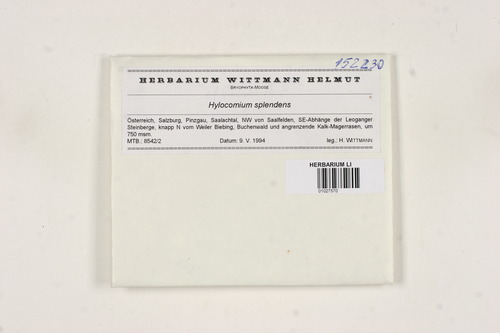 152230
HERBARIUM WITTMANN HELMUT
BRYOPHYTA-MOOSE
Hylocomium splendens
Österreich, Salzburg, Pinzgau, Saalachtal, NW von Saalfelden, SE-Abhänge der Leoganger
Steinberge, knapp N vom Weiler Biebing, Buchenwald und angrenzende Kalk-Magerrasen, um
750 msm.
MTB.: 8542/2 Datum: 9. V. 1994 leg.: H. WITTMANN
HERBARIUM LI